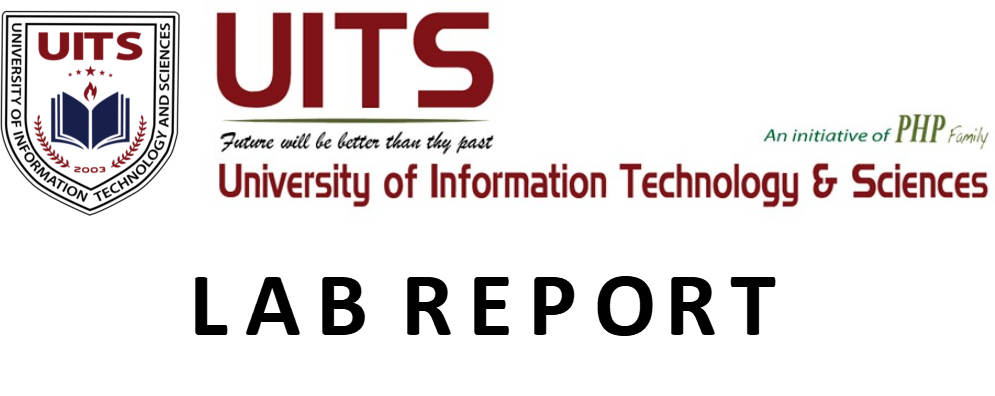 UITS
UNIVERSITY OF INFORMATION TECHNOLOGY AND SCIENCES
2003
UITS
Future will be better than thy past
An initiative of PHP Family
University of Information Technology & Sciences
LAB REPORT